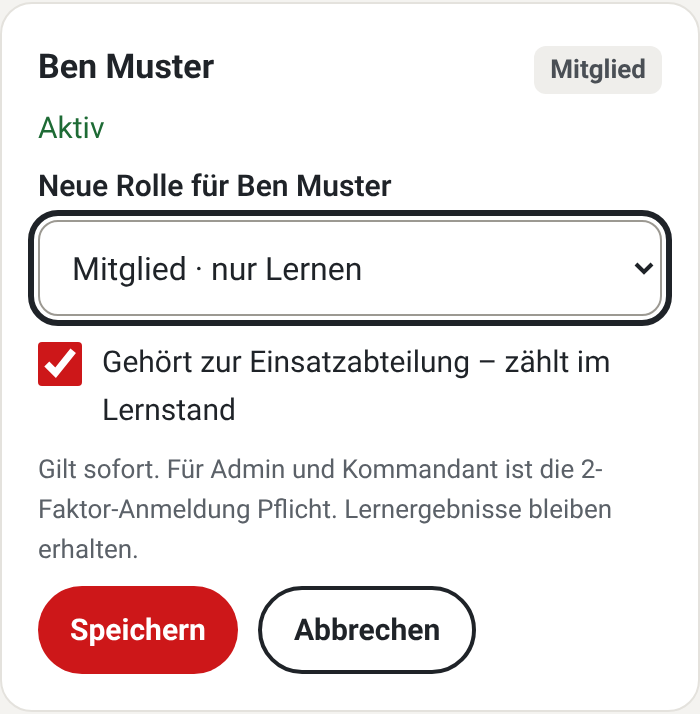 Ben Muster
Mitglied
Aktiv
Neue Rolle für Ben Muster
Mitglied · nur Lernen
Gehört zur Einsatzabteilung – zählt im
Lernstand
Gilt sofort. Für Admin und Kommandant ist die 2-
Faktor-Anmeldung Pflicht. Lernergebnisse bleiben
erhalten.
Speichern
Abbrechen